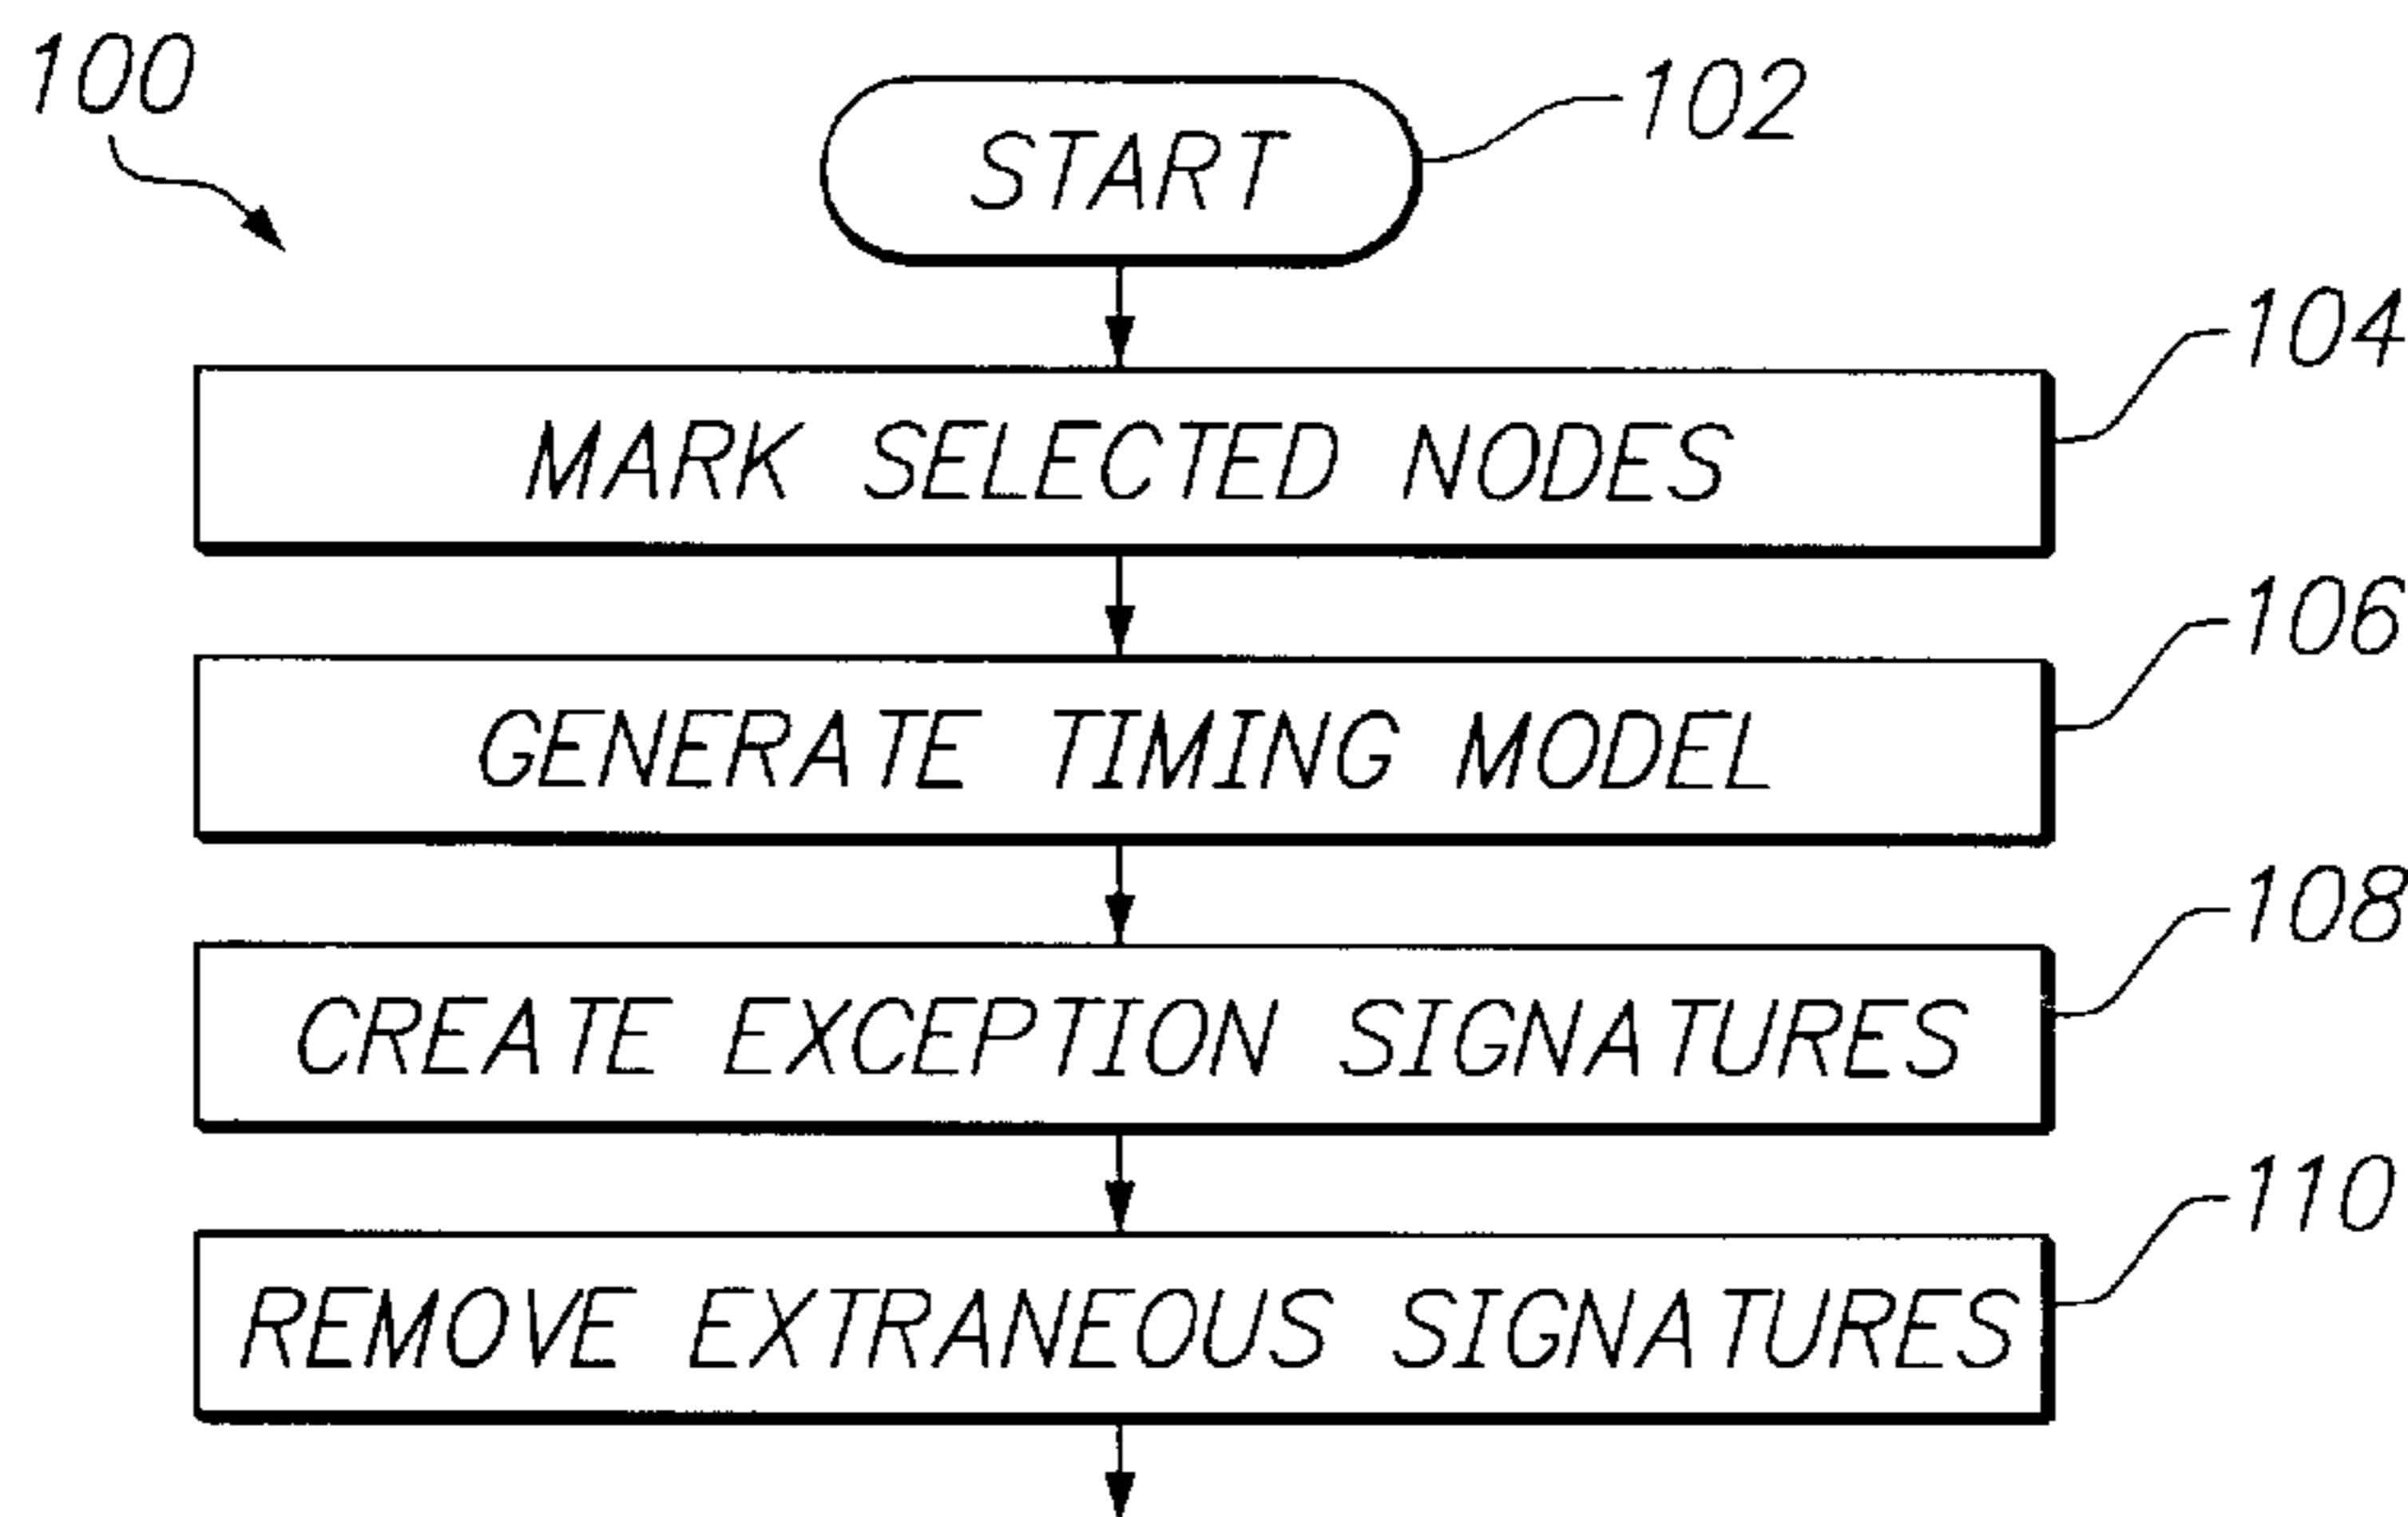 100
START
102
MARK SELECTED NODES
104
GENERATE TIMING MODEL
106
CREATE EXCEPTION SIGNATURES
108
REMOVE EXTRANEOUS SIGNATURES
110